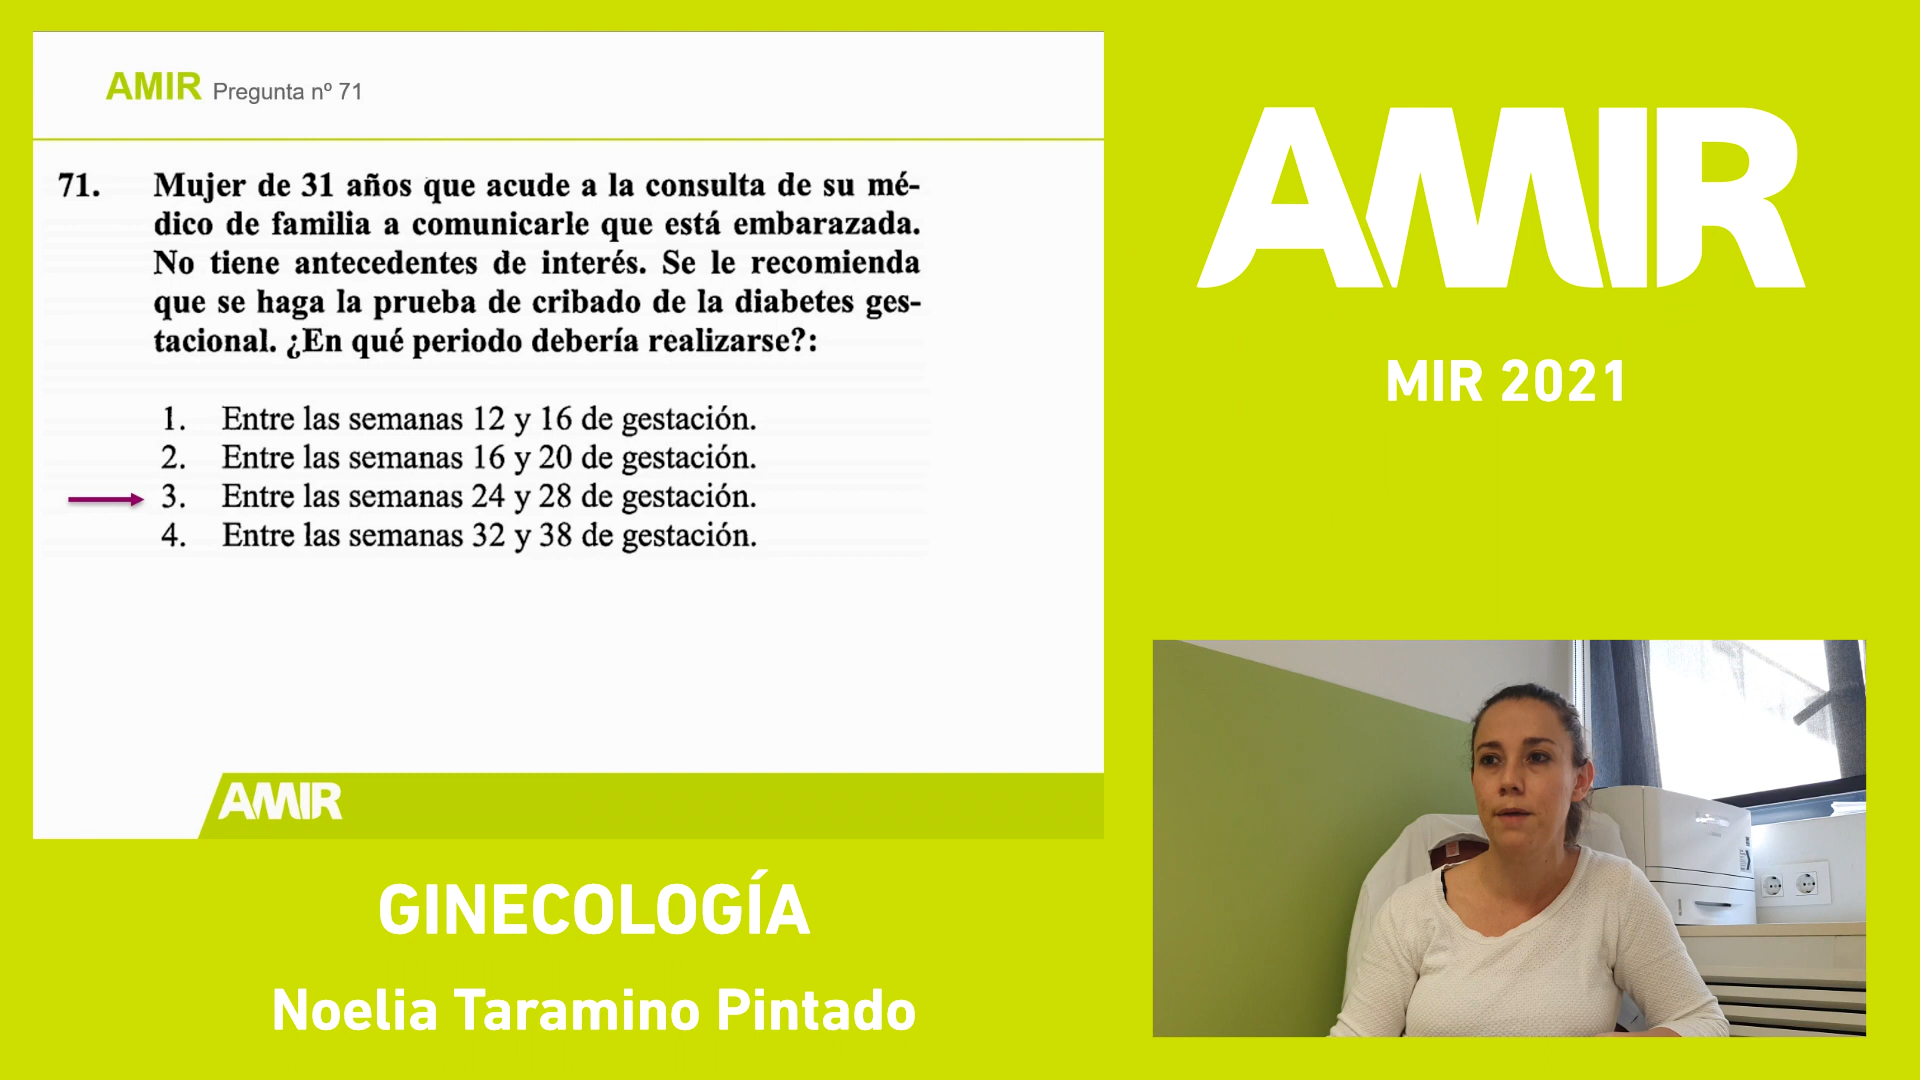 AMIR Pregunta nº 71
71. Mujer de 31 años que acude a la consulta de su mé-
dico de familia a comunicarle que está embarazada.
No tiene antecedentes de interés. Se le recomienda
que se haga la prueba de cribado de la diabetes ges-
tacional. ¿En qué periodo debería realizarse?:
1. Entre las semanas 12 y 16 de gestación.
2. Entre las semanas 16 y 20 de gestación.
3. Entre las semanas 24 y 28 de gestación.
4. Entre las semanas 32 y 38 de gestación.
AMIR
GINECOLOGÍA
Noelia Taramino Pintado
AMIR
MIR 2021